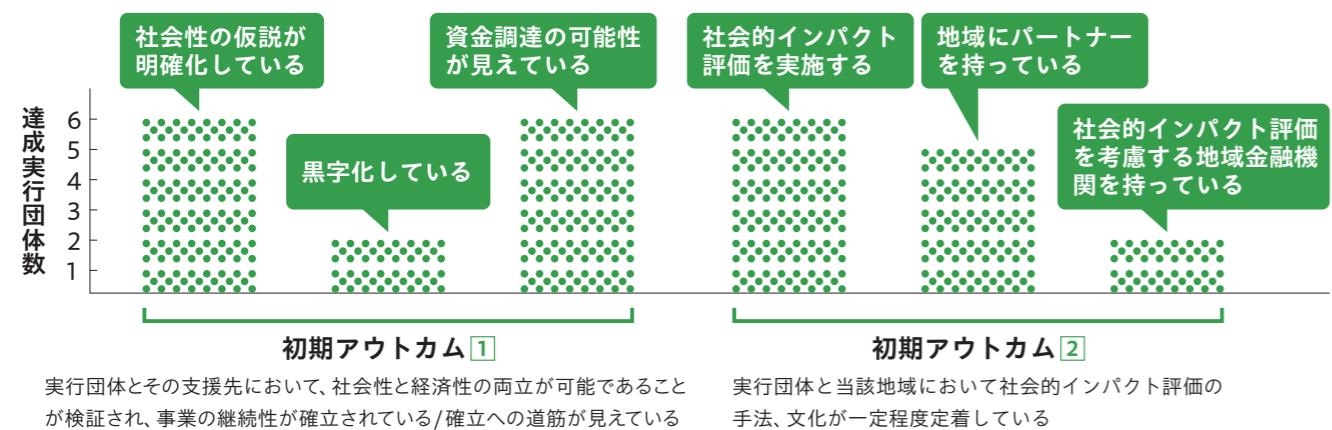 社会性の仮説が
明確化している
資金調達の可能性
が見えている
社会的インパクト
評価を実施する
地域にパートナー
を持っている
黒字化している
社会的インパクト評価
を考慮する地域金融機
関を持っている
達成実行団体数
6
5
4
3
2
1
初期アウトカム1
実行団体とその支援先において、社会性と経済性の両立が可能であること
が検証され、事業の継続性が確立されている/確立への道筋が見えている
初期アウトカム2
実行団体と当該地域において社会的インパクト評価の
手法、文化が一定程度定着している